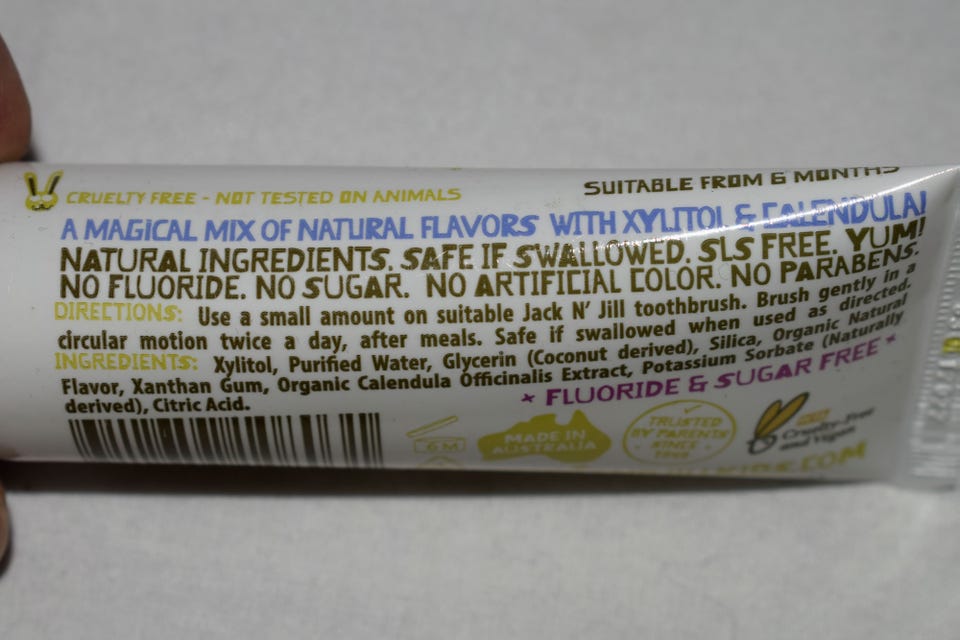 CRUELTY FREE - NOT TESTED ON ANIMALS
SUITABLE FROM 6 MONTHS
A MAGICAL MIX OF NATURAL FLAVORS WITH XYLITOL & CALENDULA!
NATURAL INGREDIENTS. SAFE IF SWALLOWED. SLS FREE. YUM!
NO FLUORIDE. NO SUGAR. NO ARTIFICIAL COLOR. NO PARABENS.
DIRECTIONS: Use a small amount on suitable Jack N' Jill toothbrush. Brush gently in a
circular motion twice a day, after meals. Safe if swallowed when used as directed.
INGREDIENTS: Xylitol, Purified Water, Glycerin (Coconut derived), Silica, Organic Natural
Flavor, Xanthan Gum, Organic Calendula Officinalis Extract, Potassium Sorbate (Naturally
derived), Citric Acid.
* FLUORIDE & SUGAR FREE *
6M
MADE IN
AUSTRALIA
TRUSTED
BY PARENTS
- SINCE -
Cruelty-Free
and Vegan